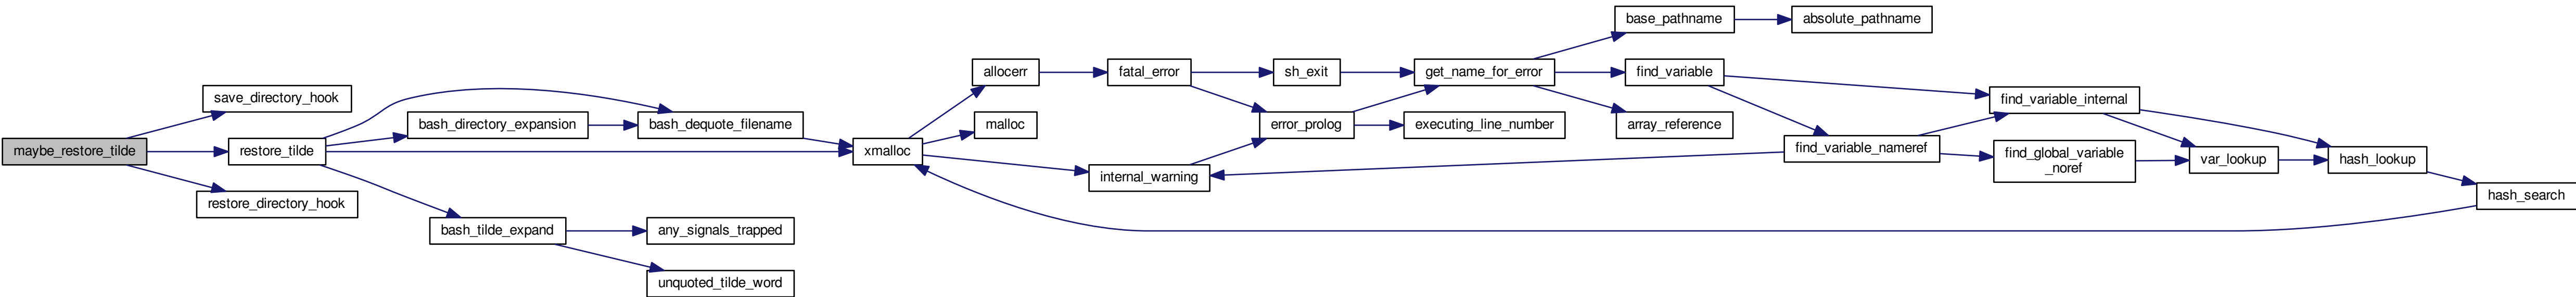 maybe_restore_tilde
save_directory_hook
restore_tilde
restore_directory_hook
bash_directory_expansion
bash_tilde_expand
bash_dequote_filename
any_signals_trapped
unquoted_tilde_word
xmalloc
allocerr
malloc
internal_warning
fatal_error
sh_exit
error_prolog
get_name_for_error
executing_line_number
base_pathname
find_variable
array_reference
absolute_pathname
find_variable_nameref
find_variable_internal
find_global_variable
_noref
var_lookup
hash_lookup
hash_search